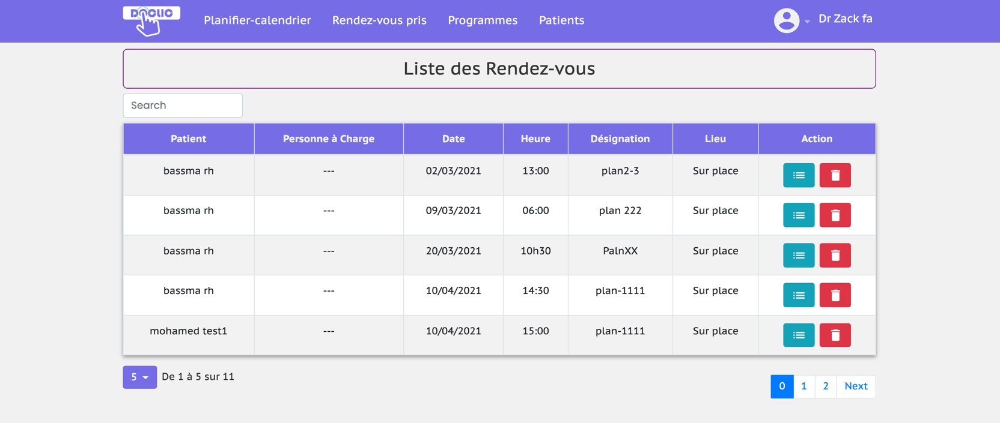 DOCLIC
Planifier-calendrier Rendez-vous pris Programmes Patients Dr Zack fa
Liste des Rendez-vous
Search
Patient Personne à Charge Date Heure Désignation Lieu Action
bassma rh --- 02/03/2021 13:00 plan2-3 Sur place
bassma rh --- 09/03/2021 06:00 plan 222 Sur place
bassma rh --- 20/03/2021 10h30 PalnXX Sur place
bassma rh --- 10/04/2021 14:30 plan-1111 Sur place
mohamed test1 --- 10/04/2021 15:00 plan-1111 Sur place
5 De 1 à 5 sur 11
0 1 2 Next